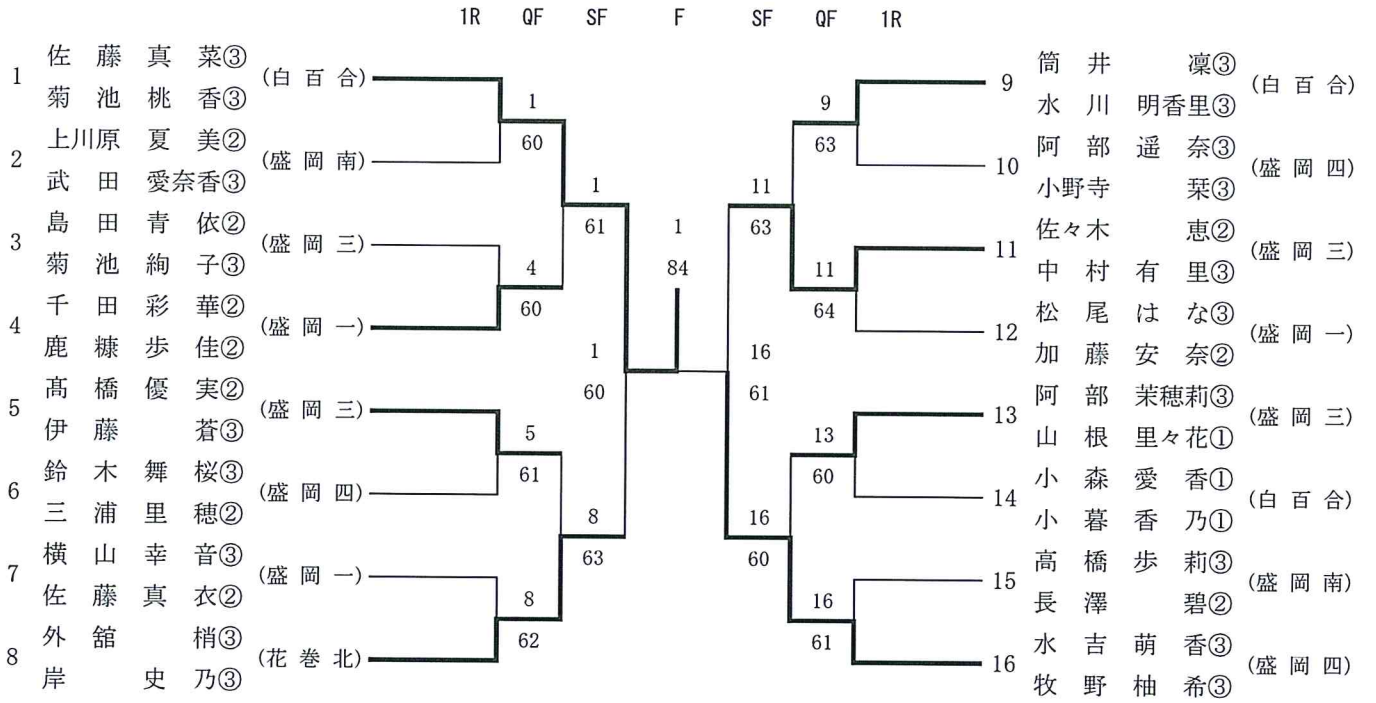 1R QF SF F SF QF 1R
1 佐藤真菜③ (白百合)
菊池桃香③
2 上川原夏美② (盛岡南)
武田愛奈香③
3 島田青依② (盛岡三)
菊池絢子③
4 千田彩華② (盛岡一)
鹿糠歩佳②
5 髙橋優実② (盛岡三)
伊藤蒼③
6 鈴木舞桜③ (盛岡四)
三浦里穂②
7 横山幸音③ (盛岡一)
佐藤真衣②
8 外舘梢③ (花巻北)
岸史乃③
1
60
4
60
5
61
8
62
1
61
8
63
1
60
1
84
16
61
11
63
16
60
9
63
11
64
13
60
16
61
9 筒井凜③ (白百合)
水川明香里③
10 阿部遥奈③ (盛岡四)
小野寺栞③
11 佐々木恵② (盛岡三)
中村有里③
12 松尾はな③ (盛岡一)
加藤安奈②
13 阿部茉穂莉③ (盛岡三)
山根里々花①
14 小森愛香① (白百合)
小暮香乃①
15 高橋歩莉③ (盛岡南)
長澤碧②
16 水吉萌香③ (盛岡四)
牧野柚希③